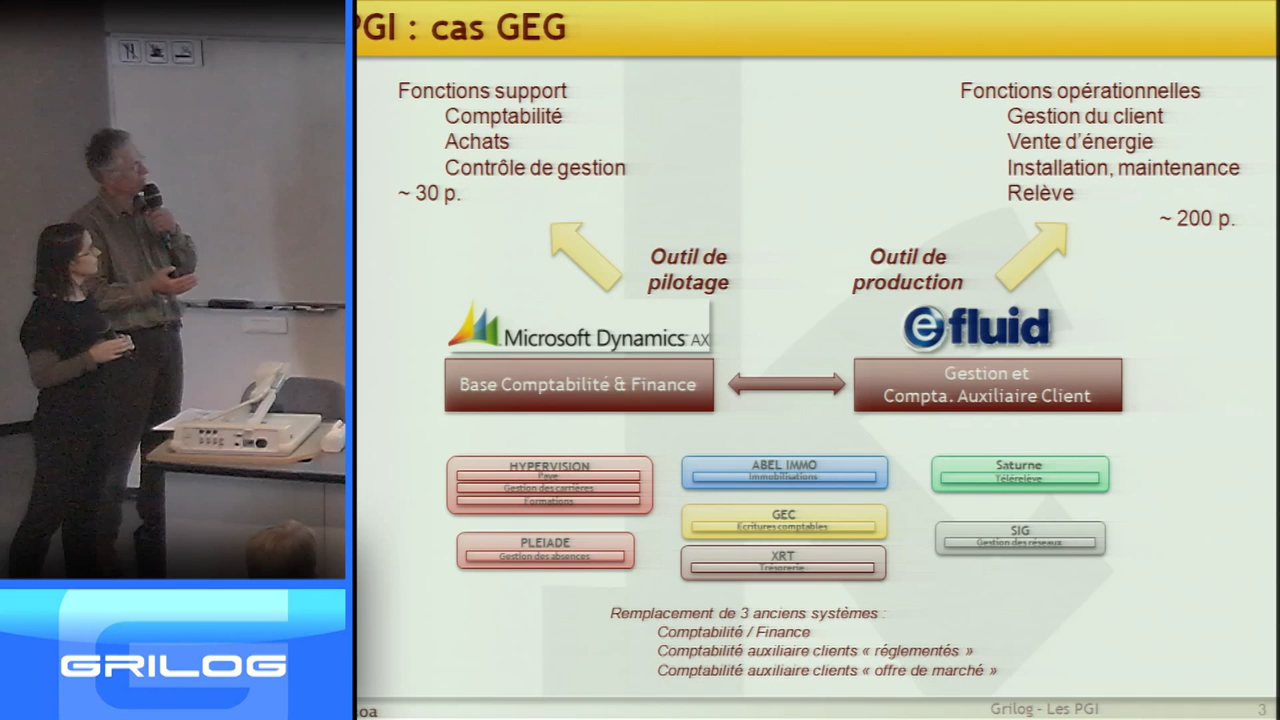 PGI : cas GEG
Fonctions support
Comptabilité
Achats
Contrôle de gestion
~ 30 p.
Fonctions opérationnelles
Gestion du client
Vente d'énergie
Installation, maintenance
Relève
~ 200 p.
Outil de
pilotage
Outil de
production
Microsoft Dynamics AX
efluid
Base Comptabilité & Finance
Gestion et
Compta. Auxiliaire Client
HYPERVISION
Paye
Gestion des carrières
Formations
PLEIADE
Gestion des absences
ABEL IMMO
Immobilisations
GEC
Ecritures comptables
XRT
Trésorerie
Saturne
Télérelève
SIG
Gestion des réseaux
Remplacement de 3 anciens systèmes :
Comptabilité / Finance
Comptabilité auxiliaire clients « réglementés »
Comptabilité auxiliaire clients « offre de marché »
GRILOG
oa
Grilog - Les PGI
3